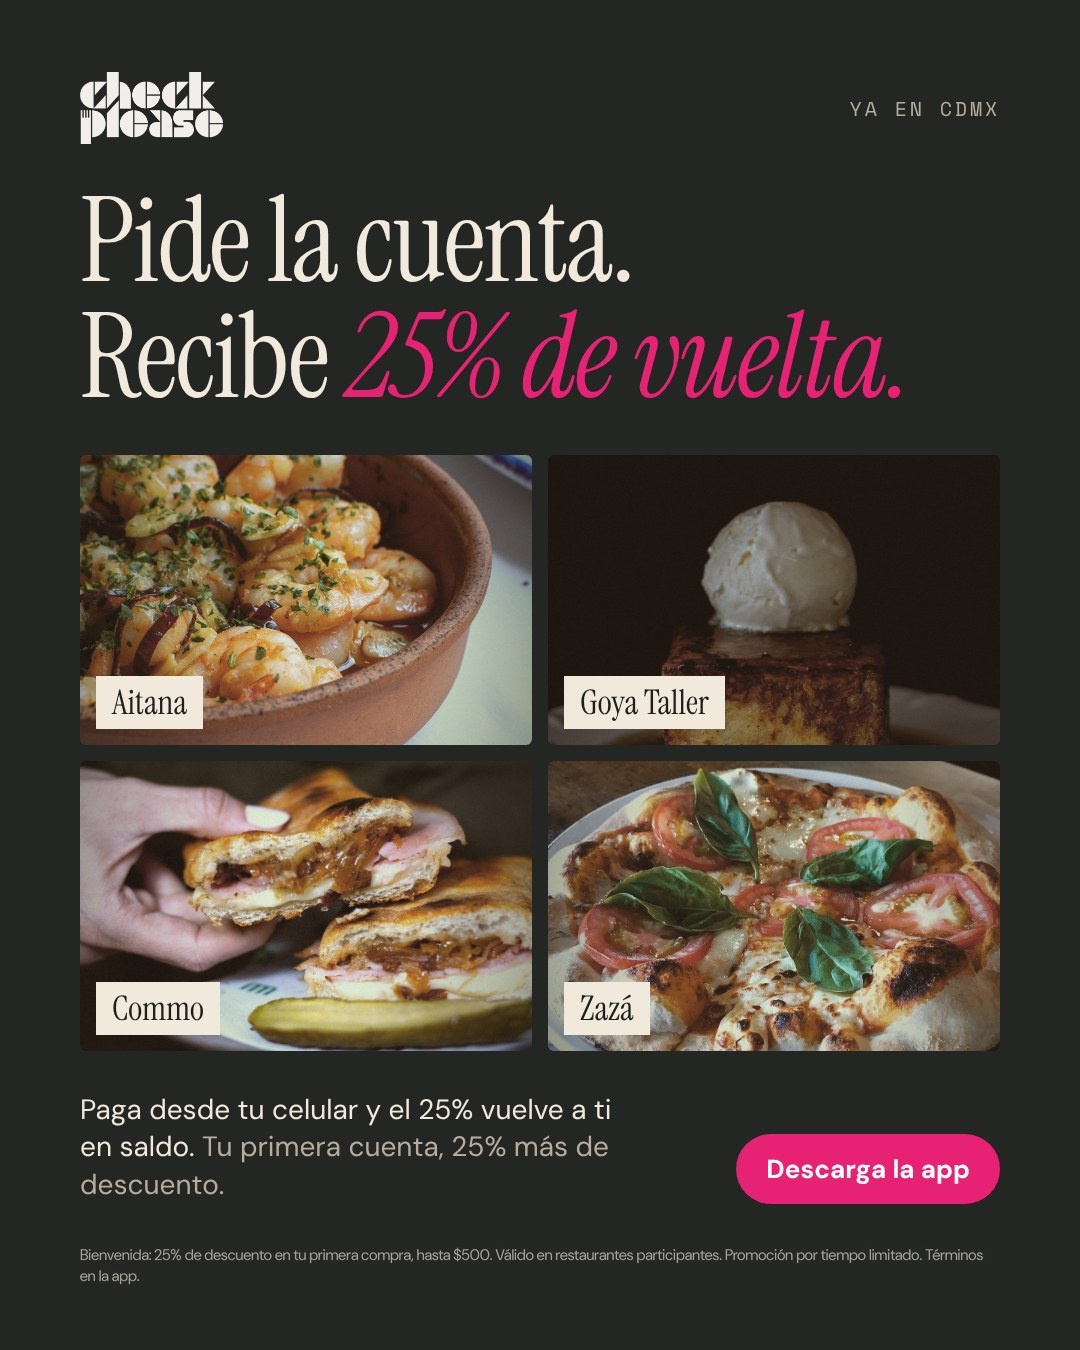 check
please
YA EN CDMX
Pide la cuenta.
Recibe 25% de vuelta.
Aitana
Goya Taller
Commo
Zazá
Paga desde tu celular y el 25% vuelve a ti
en saldo. Tu primera cuenta, 25% más de
descuento.
Descarga la app
Bienvenida: 25% de descuento en tu primera compra, hasta $500. Válido en restaurantes participantes. Promoción por tiempo limitado. Términos
en la app.